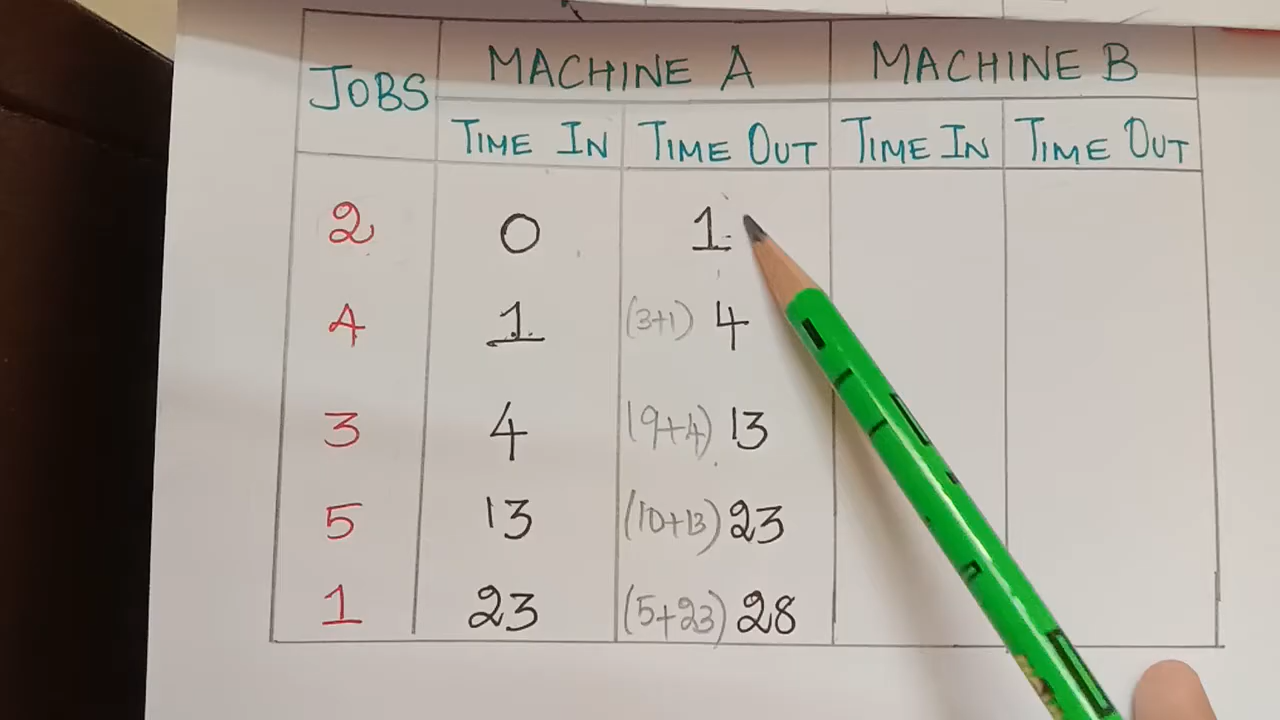 JOBS MACHINE A MACHINE B
TIME IN TIME OUT TIME IN TIME OUT
2 0 1
4 1 (3+1) 4
3 4 (9+4) 13
5 13 (10+13) 23
1 23 (5+23) 28